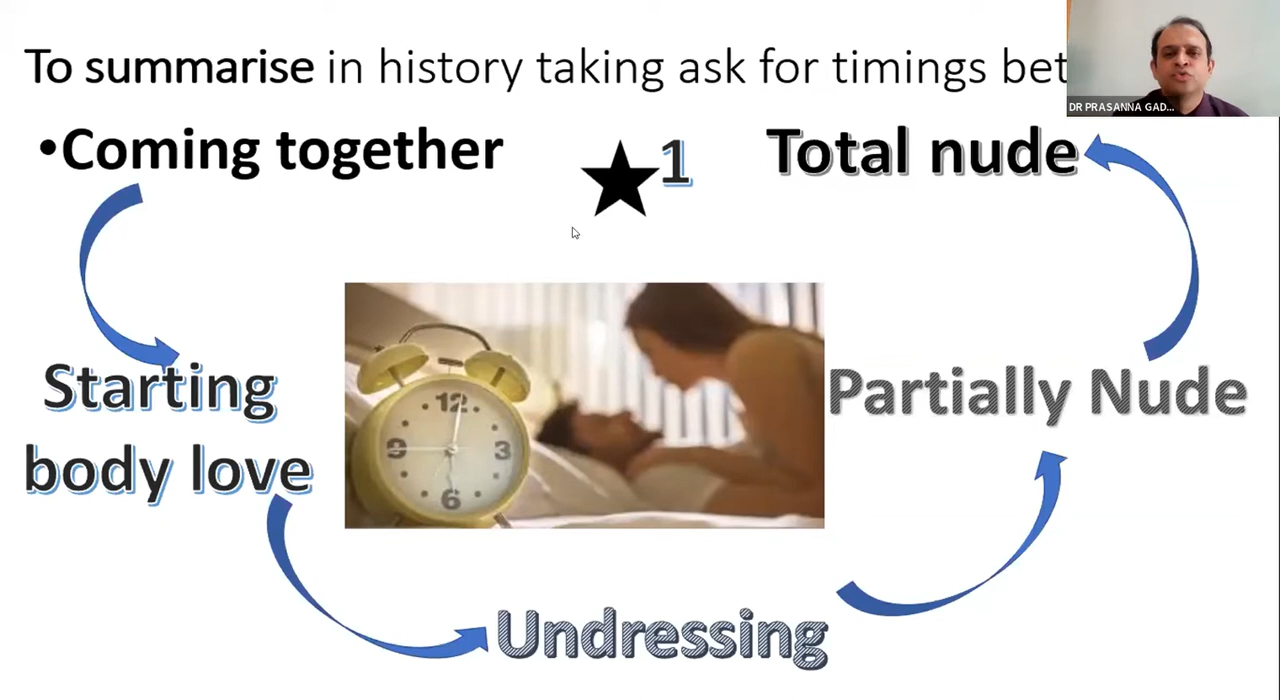 To summarise in history taking ask for timings bet
DR PRASANNA GAD...
•Coming together
1
Total nude
Starting
body love
Partially Nude
Undressing
12
9
3
6